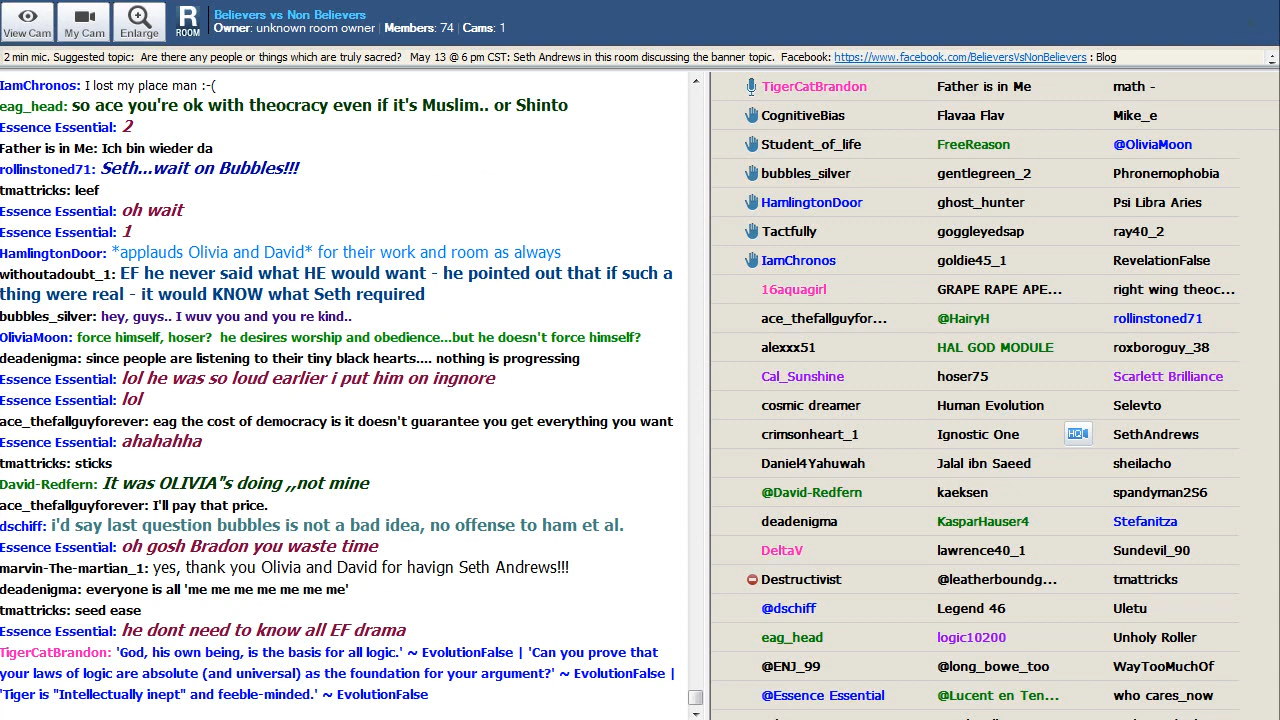 Believers vs Non Believers
Owner: unknown room owner | Members: 74 | Cams: 1
View Cam
My Cam
Enlarge
R
ROOM
2 min mic. Suggested topic: Are there any people or things which are truly sacred? May 13 @ 6 pm CST: Seth Andrews in this room discussing the banner topic. Facebook: https://www.facebook.com/BelieversVsNonBelievers : Blog
IamChronos: I lost my place man :-(
eag_head: so ace you're ok with theocracy even if it's Muslim.. or Shinto
Essence Essential: 2
Father is in Me: Ich bin wieder da
rollinstoned71: Seth...wait on Bubbles!!!
tmattricks: leef
Essence Essential: oh wait
Essence Essential: 1
HamlingtonDoor: *applauds Olivia and David* for their work and room as always
withoutadoubt_1: EF he never said what HE would want - he pointed out that if such a
thing were real - it would KNOW what Seth required
bubbles_silver: hey, guys.. I wuv you and you re kind..
OliviaMoon: force himself, hoser? he desires worship and obedience...but he doesn't force himself?
deadenigma: since people are listening to their tiny black hearts.... nothing is progressing
Essence Essential: lol he was so loud earlier i put him on ingnore
Essence Essential: lol
ace_thefallguyforever: eag the cost of democracy is it doesn't guarantee you get everything you want
Essence Essential: ahahahha
tmattricks: sticks
David-Redfern: It was OLIVIA"s doing ,,not mine
ace_thefallguyforever: I'll pay that price.
dschiff: i'd say last question bubbles is not a bad idea, no offense to ham et al.
Essence Essential: oh gosh Bradon you waste time
marvin-The-martian_1: yes, thank you Olivia and David for havign Seth Andrews!!!
deadenigma: everyone is all 'me me me me me me me'
tmattricks: seed ease
Essence Essential: he dont need to know all EF drama
TigerCatBrandon: 'God, his own being, is the basis for all logic.' ~ EvolutionFalse | 'Can you prove that
your laws of logic are absolute (and universal) as the foundation for your argument?' ~ EvolutionFalse |
'Tiger is "Intellectually inept" and feeble-minded.' ~ EvolutionFalse
TigerCatBrandon Father is in Me math -
CognitiveBias Flavaa Flav Mike_e
Student_of_life FreeReason @OliviaMoon
bubbles_silver gentlegreen_2 Phronemophobia
HamlingtonDoor ghost_hunter Psi Libra Aries
Tactfully goggleyedsap ray40_2
IamChronos goldie45_1 RevelationFalse
16aquagirl GRAPE RAPE APE... right wing theoc...
ace_thefallguyfor... @HairyH rollinstoned71
alexxx51 HAL GOD MODULE roxboroguy_38
Cal_Sunshine hoser75 Scarlett Brilliance
cosmic dreamer Human Evolution Selevto
crimsonheart_1 Ignostic One HD SethAndrews
Daniel4Yahuwah Jalal ibn Saeed sheilacho
@David-Redfern kaeksen spandyman2S6
deadenigma KasparHauser4 Stefanitza
DeltaV lawrence40_1 Sundevil_90
Destructivist @leatherboundg... tmattricks
@dschiff Legend 46 Uletu
eag_head logic10200 Unholy Roller
@ENJ_99 @long_bowe_too WayTooMuchOf
@Essence Essential @Lucent en Ten... who cares_now